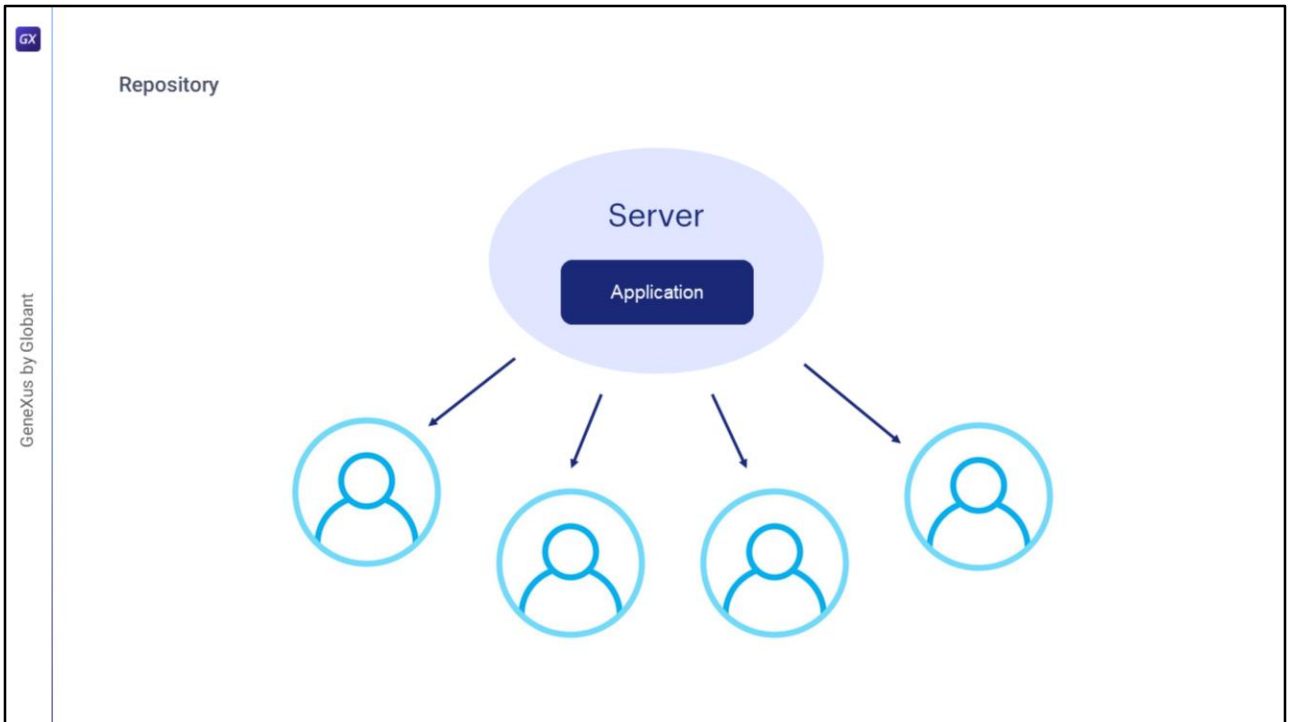 GX
Repository
Server
Application
GeneXus by Globant